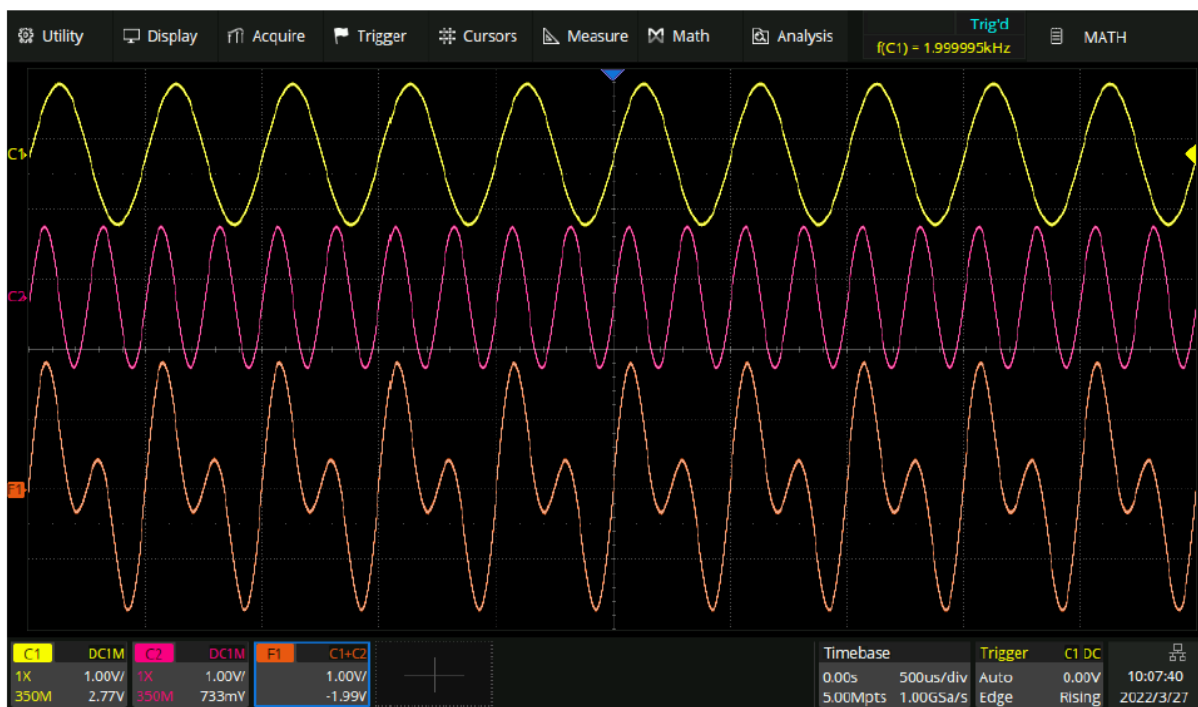 Utility Display Acquire Trigger Cursors Measure Math Analysis Trig'd MATH
f(C1) = 1.999995kHz
C1
C2
F1
C1 DC1M C2 DC1M F1 C1+C2 Timebase Trigger C1 DC
1X 1.00V/ 1X 1.00V/ 1.00V/ 0.00s 500us/div Auto 0.00V 10:07:40
350M 2.77V 350M 733mV -1.99V 5.00Mpts 1.00GSa/s Edge Rising 2022/3/27